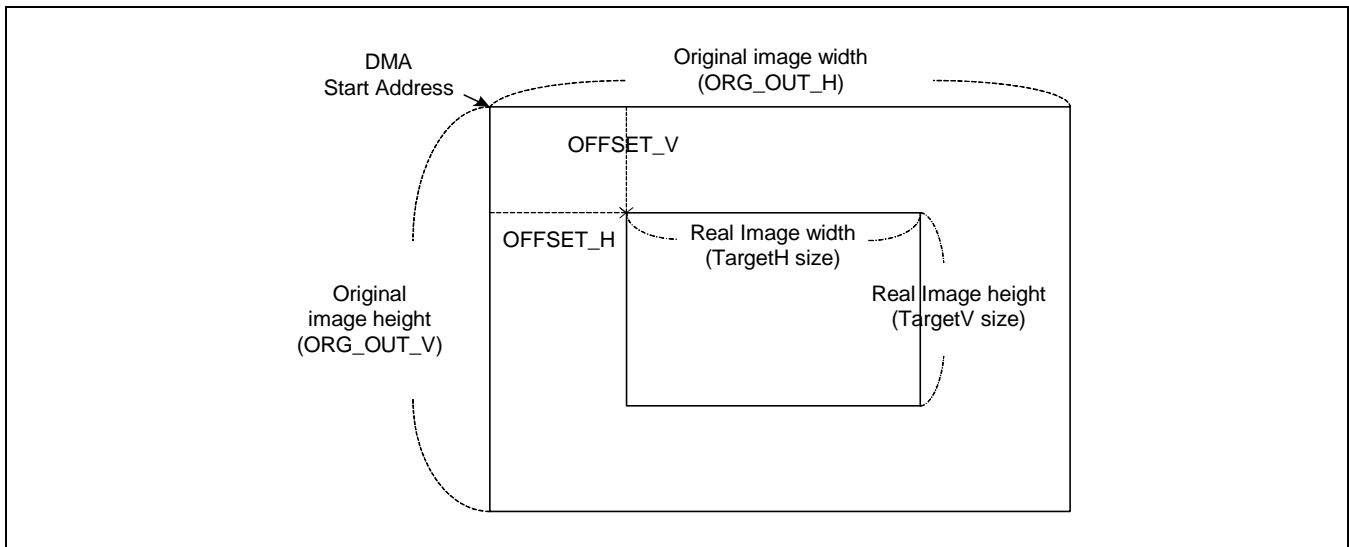 DMA
Start Address
Original image width
(ORG_OUT_H)
OFFSET_V
OFFSET_H
Real Image width
(TargetH size)
Original
image height
(ORG_OUT_V)
Real Image height
(TargetV size)